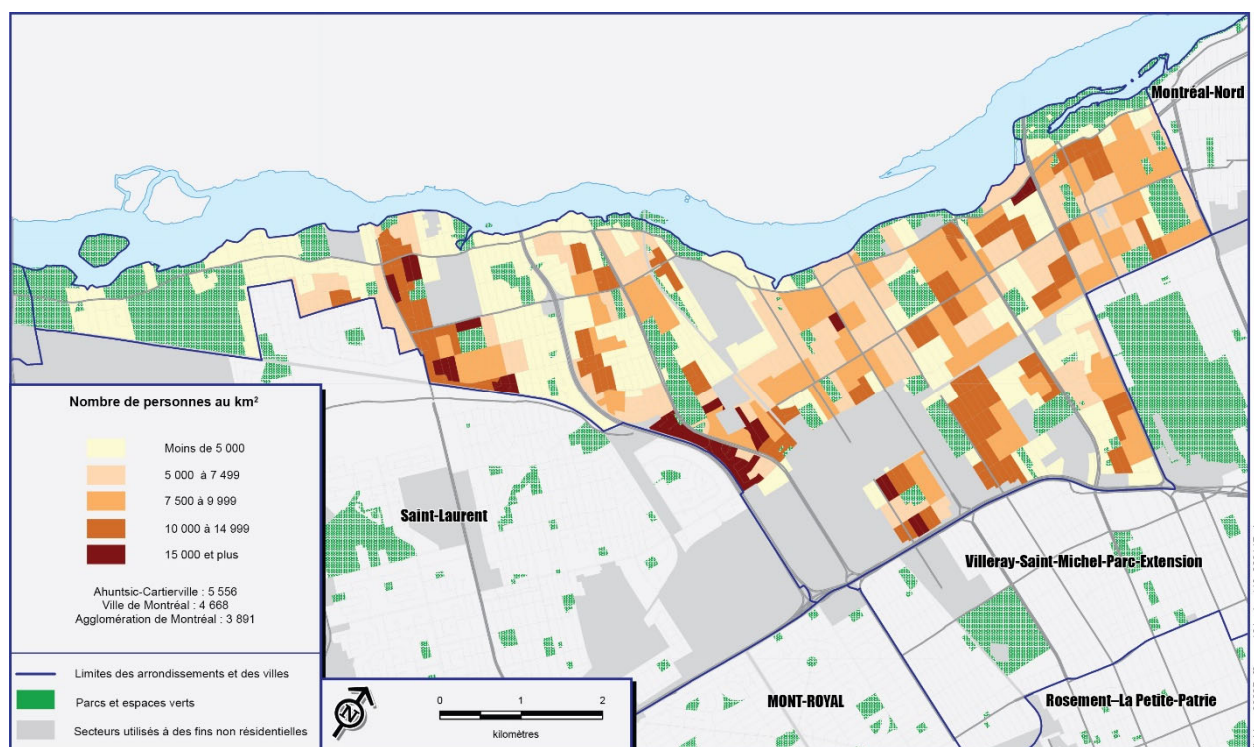 Montréal-Nord
Nombre de personnes au km²
Moins de 5 000
5 000 à 7 499
7 500 à 9 999
10 000 à 14 999
15 000 et plus
Ahuntsic-Cartierville : 5 556
Ville de Montréal : 4 668
Agglomération de Montréal : 3 891
Limites des arrondissements et des villes
Parcs et espaces verts
Secteurs utilisés à des fins non résidentielles
Saint-Laurent
Villeray-Saint-Michel-Parc-Extension
N
0 1 2
kilomètres
MONT-ROYAL
Rosement–La Petite-Patrie